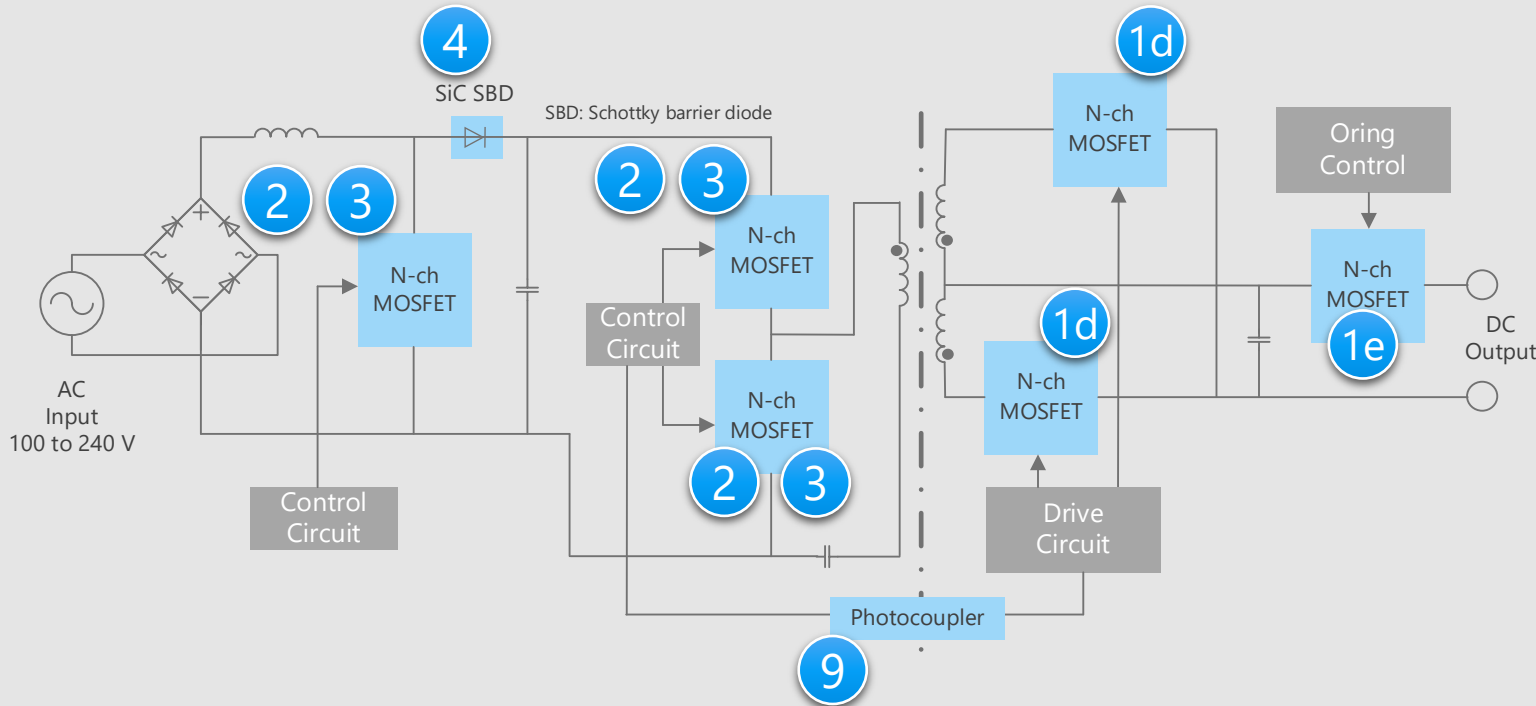 4
SiC SBD
SBD: Schottky barrier diode
1d
N-ch
MOSFET
Oring
Control
2
3
2
3
N-ch
MOSFET
N-ch
MOSFET
N-ch
MOSFET
1e
DC
Output
Control
Circuit
1d
N-ch
MOSFET
AC
Input
100 to 240 V
N-ch
MOSFET
2
3
Control
Circuit
Drive
Circuit
Photocoupler
9